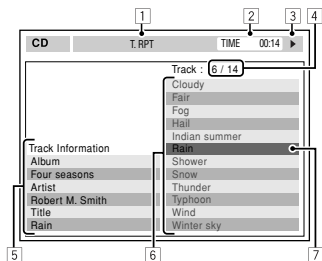 1 2 3 4
CD T. RPT TIME 00:14
Track : 6 / 14
Cloudy
Fair
Fog
Hail
Indian summer
Track Information Rain
Album Shower
Four seasons Snow
Artist Thunder
Robert M. Smith Typhoon
Title Wind
Rain Winter sky
5 6 7